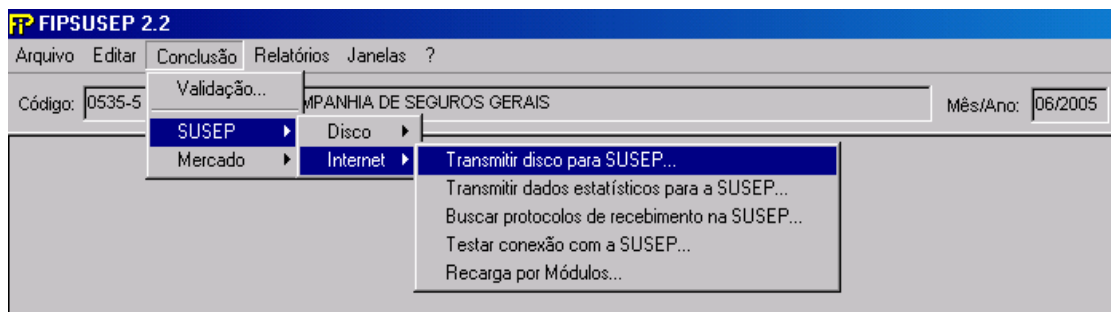 FIPSUSEP 2.2
Arquivo Editar Conclusão Relatórios Janelas ?
Código: 0535-5 MPANHIA DE SEGUROS GERAIS Mês/Ano: 06/2005
Validação...
SUSEP Disco
Mercado Internet Transmitir disco para SUSEP...
Transmitir dados estatísticos para a SUSEP...
Buscar protocolos de recebimento na SUSEP...
Testar conexão com a SUSEP...
Recarga por Módulos...